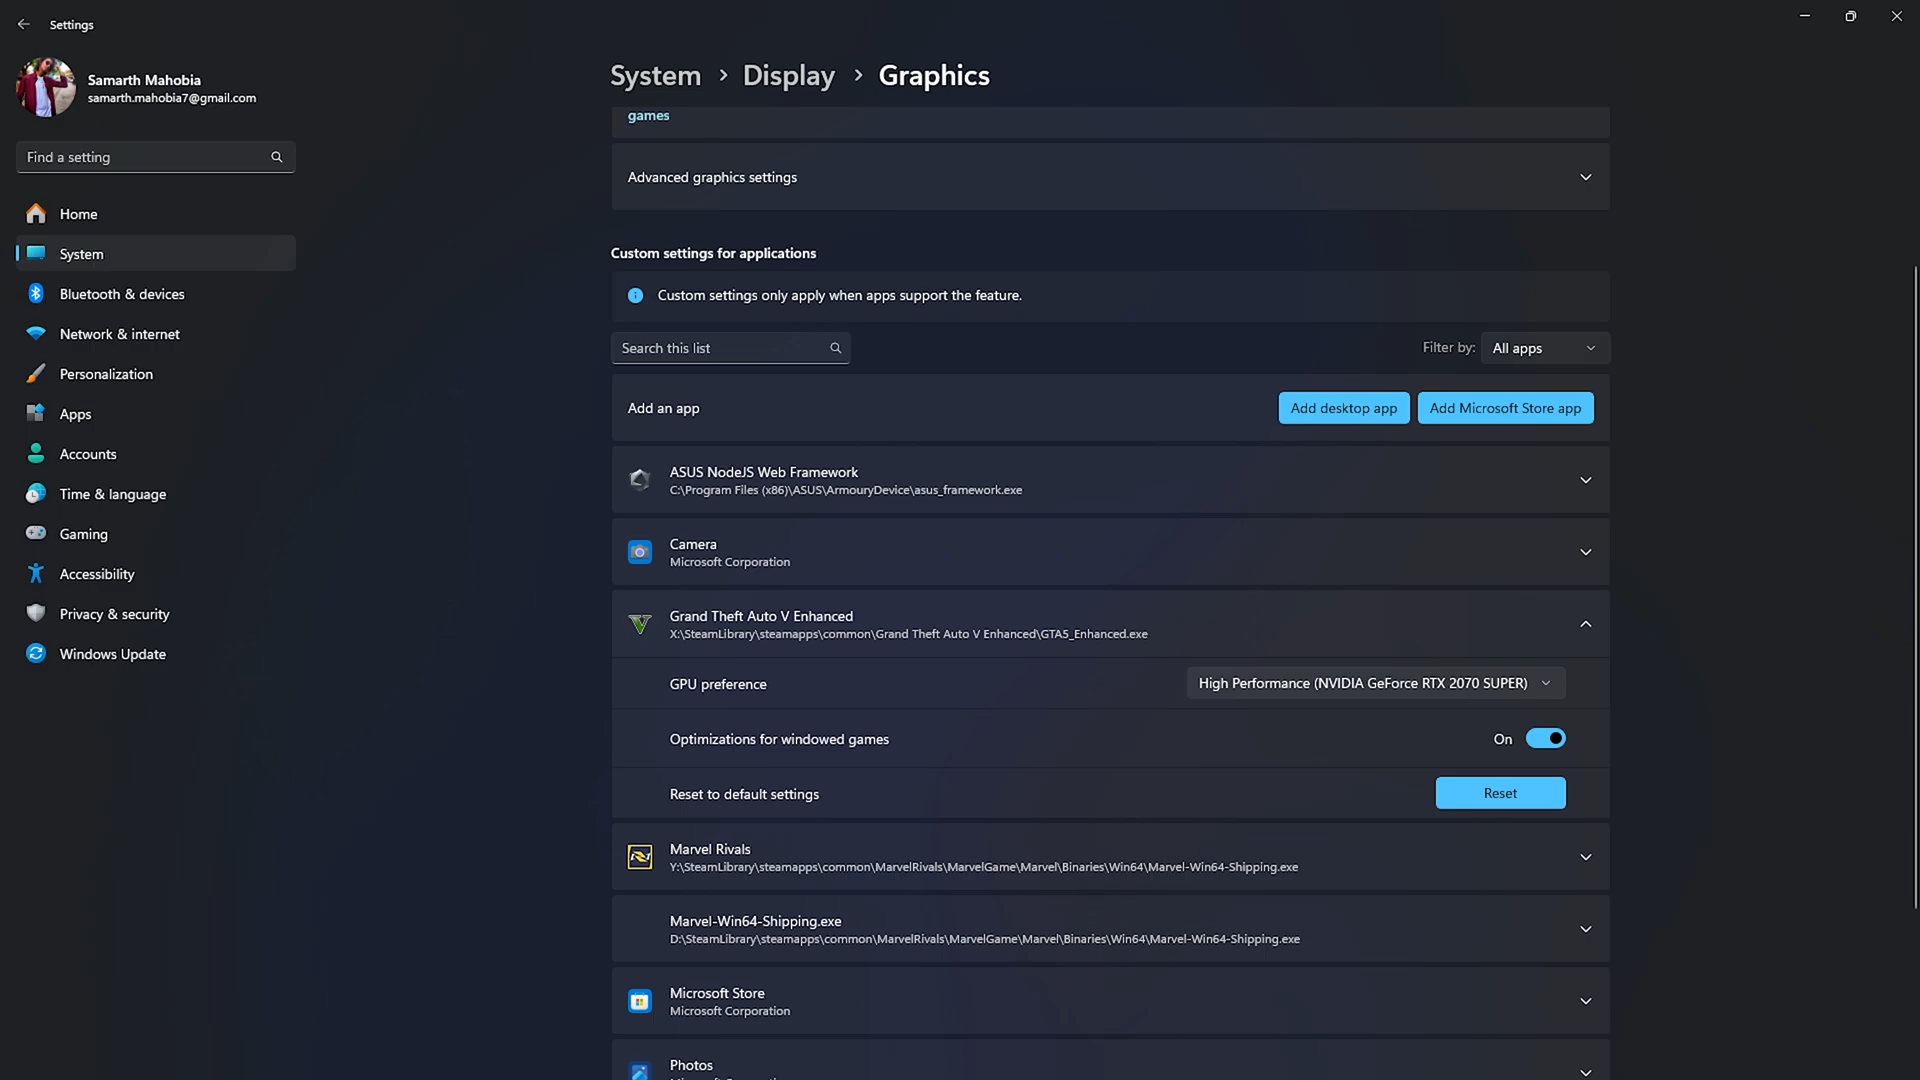 Settings
Samarth Mahobia
samarth.mahobia7@gmail.com
Find a setting
Home
System
Bluetooth & devices
Network & internet
Personalization
Apps
Accounts
Time & language
Gaming
Accessibility
Privacy & security
Windows Update
System > Display > Graphics
games
Advanced graphics settings
Custom settings for applications
Custom settings only apply when apps support the feature.
Search this list
Filter by: All apps
Add an app
Add desktop app
Add Microsoft Store app
ASUS NodeJS Web Framework
C:\Program Files (x86)\ASUS\ArmouryDevice\asus_framework.exe
Camera
Microsoft Corporation
Grand Theft Auto V Enhanced
X:\SteamLibrary\steamapps\common\Grand Theft Auto V Enhanced\GTA5_Enhanced.exe
GPU preference
High Performance (NVIDIA GeForce RTX 2070 SUPER)
Optimizations for windowed games
On
Reset to default settings
Reset
Marvel Rivals
Y:\SteamLibrary\steamapps\common\MarvelRivals\MarvelGame\Marvel\Binaries\Win64\Marvel-Win64-Shipping.exe
Marvel-Win64-Shipping.exe
D:\SteamLibrary\steamapps\common\MarvelRivals\MarvelGame\Marvel\Binaries\Win64\Marvel-Win64-Shipping.exe
Microsoft Store
Microsoft Corporation
Photos